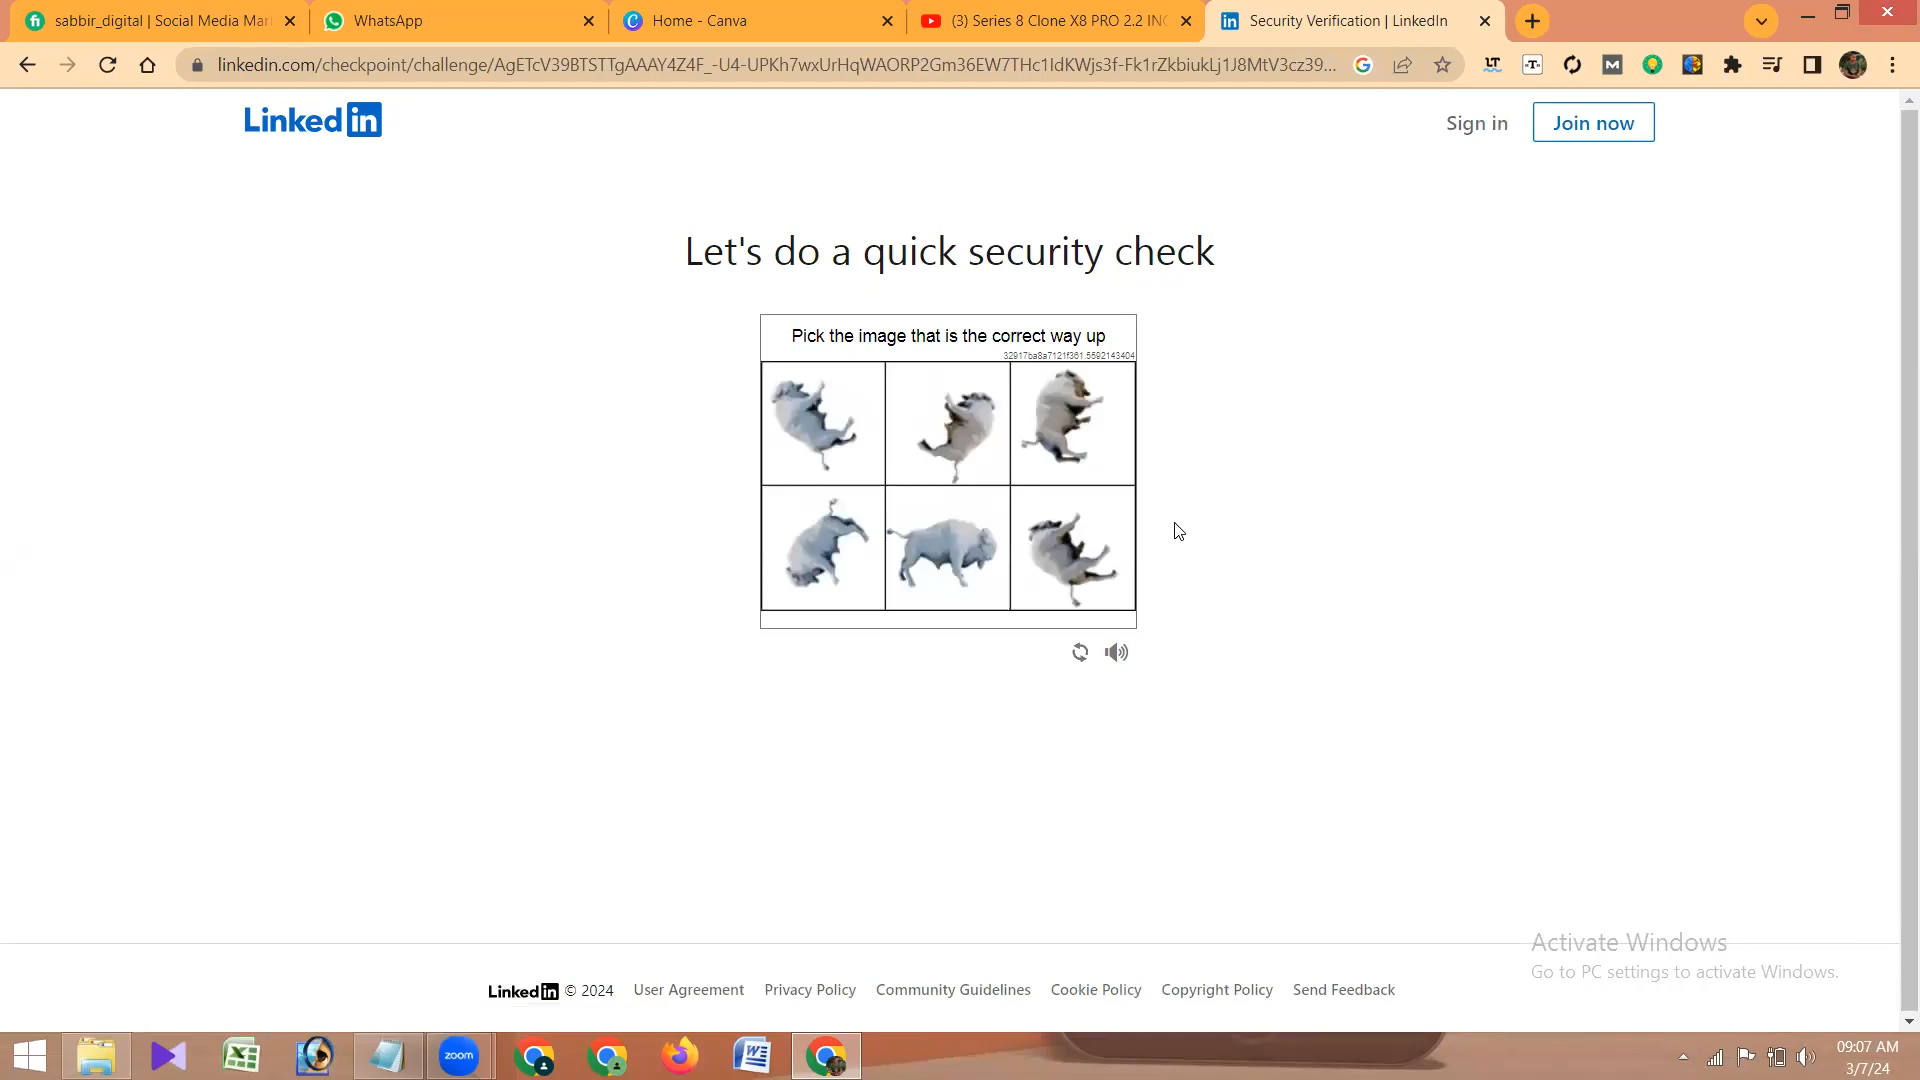 sabbir_digital | Social Media Mar
WhatsApp
Home - Canva
(3) Series 8 Clone X8 PRO 2.2 INC
Security Verification | LinkedIn
linkedin.com/checkpoint/challenge/AgETcV39BTSTTgAAAY4Z4F_-U4-UPKh7wxUrHqWAORP2Gm36EW7THc1IdKWjs3f-Fk1rZkbiukLj1J8MtV3cz39...
Linked in
Sign in
Join now
Let's do a quick security check
Pick the image that is the correct way up
32917ba8a7121f361.5592143404
Activate Windows
Go to PC settings to activate Windows.
Linked in © 2024
User Agreement
Privacy Policy
Community Guidelines
Cookie Policy
Copyright Policy
Send Feedback
zoom
09:07 AM
3/7/24